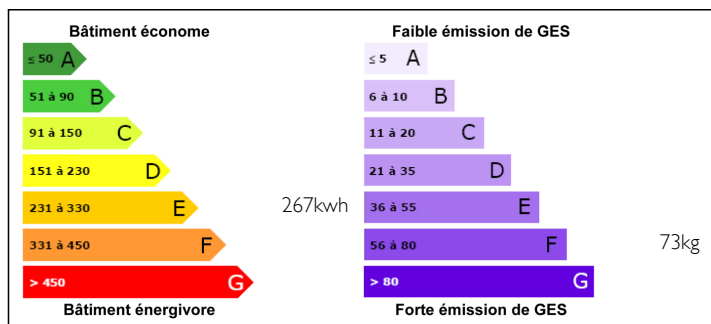 Bâtiment économe
≤ 50 A
51 à 90 B
91 à 150 C
151 à 230 D
231 à 330 E
267kwh
331 à 450 F
> 450 G
Bâtiment énergivore
Faible émission de GES
≤ 5 A
6 à 10 B
11 à 20 C
21 à 35 D
36 à 55 E
56 à 80 F
73kg
> 80 G
Forte émission de GES